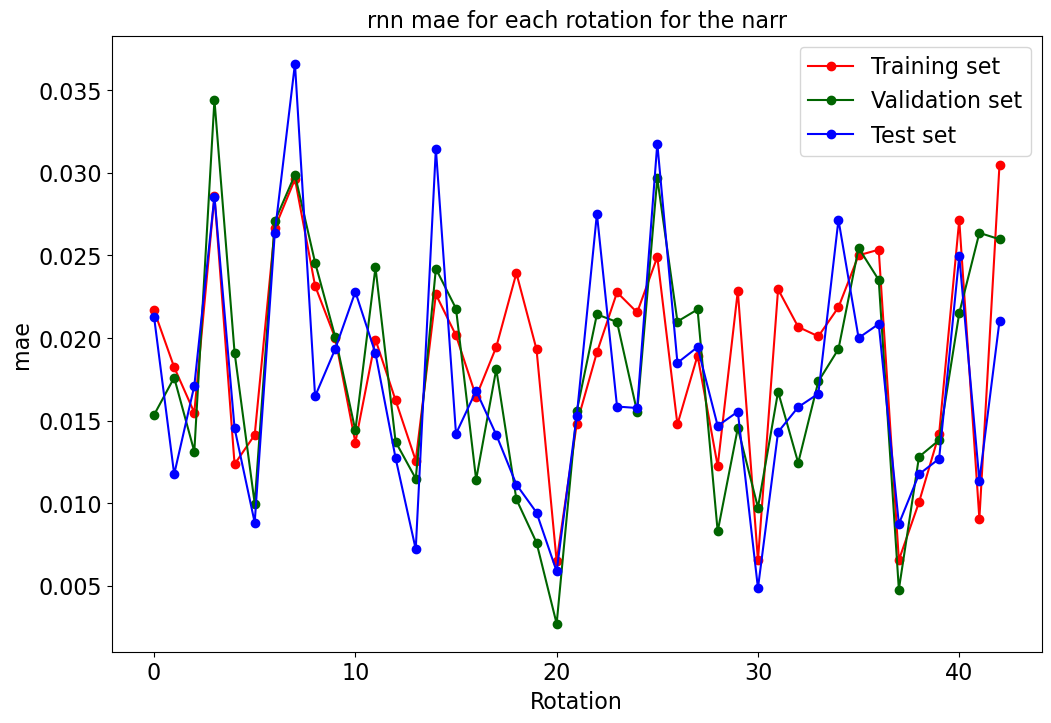 rnn mae for each rotation for the narr
Training set
Validation set
Test set
0.035
0.030
0.025
0.020
0.015
0.010
0.005
mae
0
10
20
30
40
Rotation